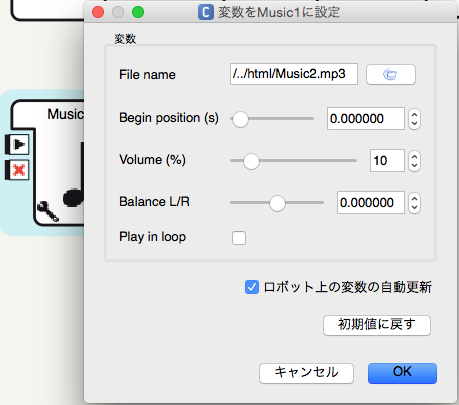 変数をMusic1に設定
変数
File name /../html/Music2.mp3
Begin position (s) 0.000000
Volume (%) 10
Balance L/R 0.000000
Play in loop
Music
ロボット上の変数の自動更新
初期値に戻す
キャンセル OK